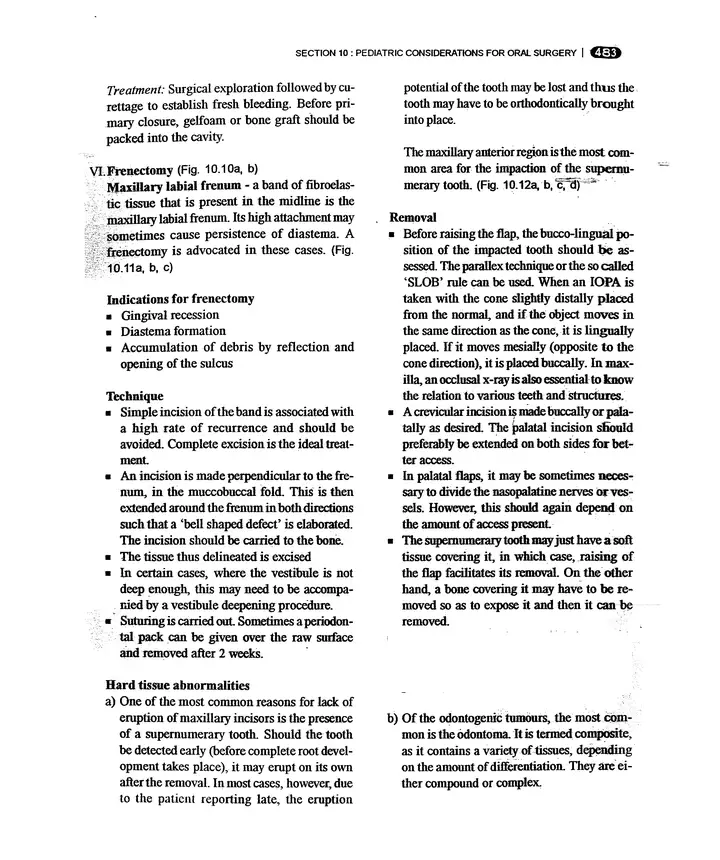 SECTION 10 : PEDIATRIC CONSIDERATIONS FOR ORAL SURGERY | 483
Treatment: Surgical exploration followed by cu-
rettage to establish fresh bleeding. Before pri-
mary closure, gelfoam or bone graft should be
packed into the cavity.
VI. Frenectomy (Fig. 10.10a, b)
Maxillary labial frenum - a band of fibroelas-
tic tissue that is present in the midline is the
maxillary labial frenum. Its high attachment may
sometimes cause persistence of diastema. A
frenectomy is advocated in these cases. (Fig.
10.11a, b, c)
Indications for frenectomy
■ Gingival recession
■ Diastema formation
■ Accumulation of debris by reflection and
opening of the sulcus
Technique
■ Simple incision of the band is associated with
a high rate of recurrence and should be
avoided. Complete excision is the ideal treat-
ment.
■ An incision is made perpendicular to the fre-
num, in the muccobuccal fold. This is then
extended around the frenum in both directions
such that a 'bell shaped defect' is elaborated.
The incision should be carried to the bone.
■ The tissue thus delineated is excised
■ In certain cases, where the vestibule is not
deep enough, this may need to be accompa-
nied by a vestibule deepening procedure.
■ Suturing is carried out. Sometimes a periodon-
tal pack can be given over the raw surface
and removed after 2 weeks.
Hard tissue abnormalities
a) One of the most common reasons for lack of
eruption of maxillary incisors is the presence
of a supernumerary tooth. Should the tooth
be detected early (before complete root devel-
opment takes place), it may erupt on its own
after the removal. In most cases, however, due
to the patient reporting late, the eruption
potential of the tooth may be lost and thus the
tooth may have to be orthodontically brought
into place.
The maxillary anterior region is the most com-
mon area for the impaction of the supernu-
merary tooth. (Fig. 10.12a, b, c, d)
Removal
■ Before raising the flap, the bucco-lingual po-
sition of the impacted tooth should be as-
sessed. The parallex technique or the so called
'SLOB' rule can be used. When an IOPA is
taken with the cone slightly distally placed
from the normal, and if the object moves in
the same direction as the cone, it is lingually
placed. If it moves mesially (opposite to the
cone direction), it is placed buccally. In max-
illa, an occlusal x-ray is also essential to know
the relation to various teeth and structures.
■ A crevicular incision is made buccally or pala-
tally as desired. The palatal incision should
preferably be extended on both sides for bet-
ter access.
■ In palatal flaps, it may be sometimes neces-
sary to divide the nasopalatine nerves or ves-
sels. However, this should again depend on
the amount of access present.
■ The supernumerary tooth may just have a soft
tissue covering it, in which case, raising of
the flap facilitates its removal. On the other
hand, a bone covering it may have to be re-
moved so as to expose it and then it can be
removed.
b) Of the odontogenic tumours, the most com-
mon is the odontoma. It is termed composite,
as it contains a variety of tissues, depending
on the amount of differentiation. They are ei-
ther compound or complex.